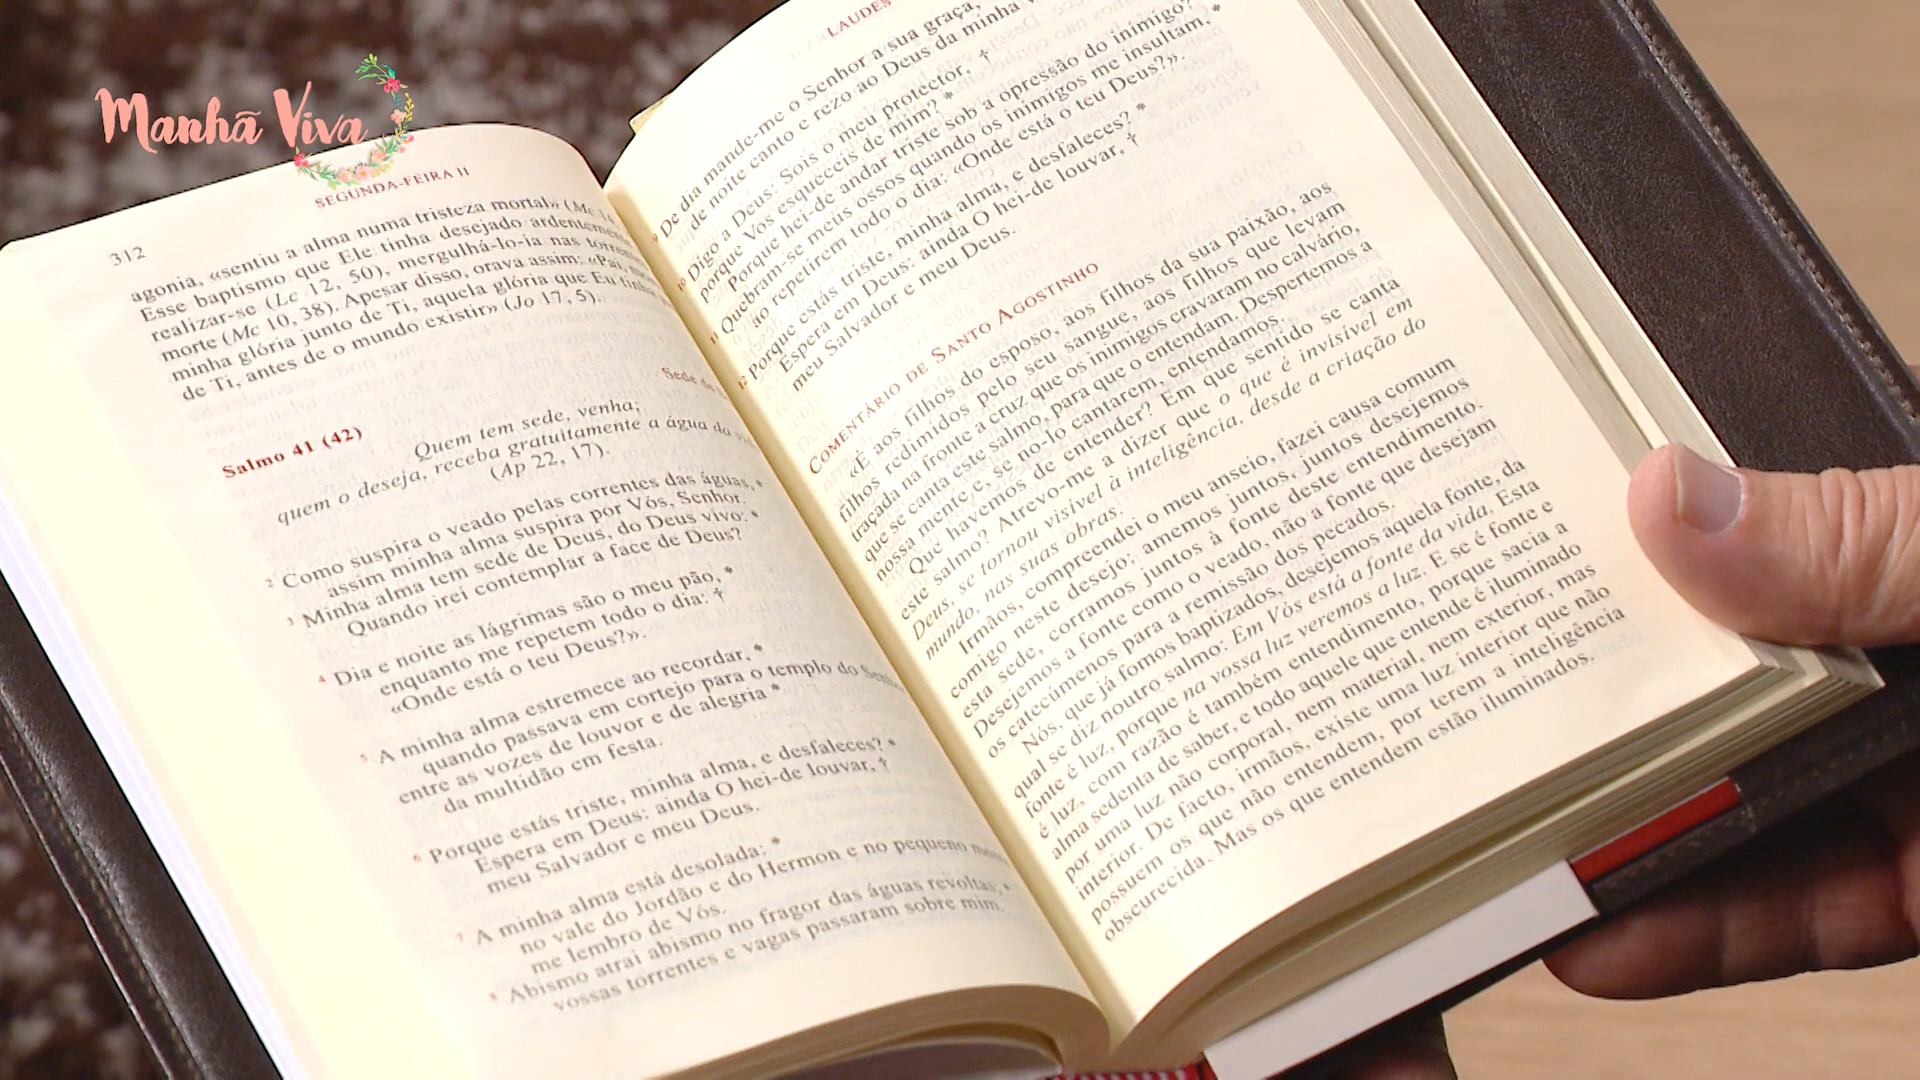 Manhã Viva
312
SEGUNDA-FEIRA II
agonia, «sentiu a alma numa tristeza mortal» (Mc 14
Esse baptismo que Ele tinha desejado
realizar-se (Lc 12, 50), mergulhá-lo-ia nas
morte (Mc 10, 38). Apesar disso, orava assim: «Pai,
minha glória junto de Ti, aquela glória que Eu
de Ti, antes de o mundo existir» (Jo 17, 5).
Sede
Salmo 41 (42)
Quem tem sede, venha;
quem o deseja, receba gratuitamente a água da
(Ap 22, 17).
2 Como suspira o veado pelas correntes das águas, *
assim minha alma suspira por Vós, Senhor.
3 Minha alma tem sede de Deus, do Deus vivo: *
Quando irei contemplar a face de Deus?
4 Dia e noite as lágrimas são o meu pão, *
enquanto me repetem todo o dia: †
«Onde está o teu Deus?».
5 A minha alma estremece ao recordar, *
quando passava em cortejo para o templo do
entre as vozes de louvor e de alegria *
da multidão em festa.
6 Porque estás triste, minha alma, e desfaleces? *
Espera em Deus: ainda O hei-de louvar, †
meu Salvador e meu Deus.
7 A minha alma está desolada: *
no vale do Jordão e do Hermon e no pequeno
me lembro de Vós.
8 Abismo atrai abismo no fragor das águas revoltas, *
vossas torrentes e vagas passaram sobre mim.
LAUDES
9 De dia mande-me o Senhor a sua graça,
de noite canto e rezo ao Deus da minha
10 Digo a Deus: Sois o meu protector, †
porque Vos esqueceis de mim? *
Porque hei-de andar triste sob a opressão do inimigo?
11 Quebram-se meus ossos quando os inimigos me insultam, *
ao repetirem todo o dia: «Onde está o teu Deus?».
12 Porque estás triste, minha alma, e desfaleces? *
Espera em Deus: ainda O hei-de louvar, †
meu Salvador e meu Deus.
COMENTÁRIO DE SANTO AGOSTINHO
«É aos filhos do esposo, aos filhos da sua paixão, aos
filhos redimidos pelo seu sangue, aos filhos que levam
traçada na fronte a cruz que os inimigos cravaram no calvário,
que se canta este salmo, para que o entendam. Despertemos a
nossa mente e, se no-lo cantarem, entendamos.
Que havemos de entender? Em que sentido se canta
este salmo? Atrevo-me a dizer que o que é invisível em
Deus, se tornou visível à inteligência, desde a criação do
mundo, nas suas obras.
Irmãos, compreendei o meu anseio, fazei causa comum
comigo neste desejo; amemos juntos, juntos desejemos
esta sede, corramos juntos à fonte deste entendimento.
Desejemos a fonte como o veado, não a fonte que desejam
os catecúmenos para a remissão dos pecados.
Nós, que já fomos baptizados, desejemos aquela fonte, da
qual se diz noutro salmo: Em Vós está a fonte da vida. Esta
fonte é luz, porque na vossa luz veremos a luz. E se é fonte e
é luz, com razão é também entendimento, porque sacia a
alma sedenta de saber, e todo aquele que entende é iluminado
por uma luz não corporal, nem material, nem exterior, mas
interior. De facto, irmãos, existe uma luz interior que não
possuem os que não entendem, por terem a inteligência
obscurecida. Mas os que entendem estão iluminados.